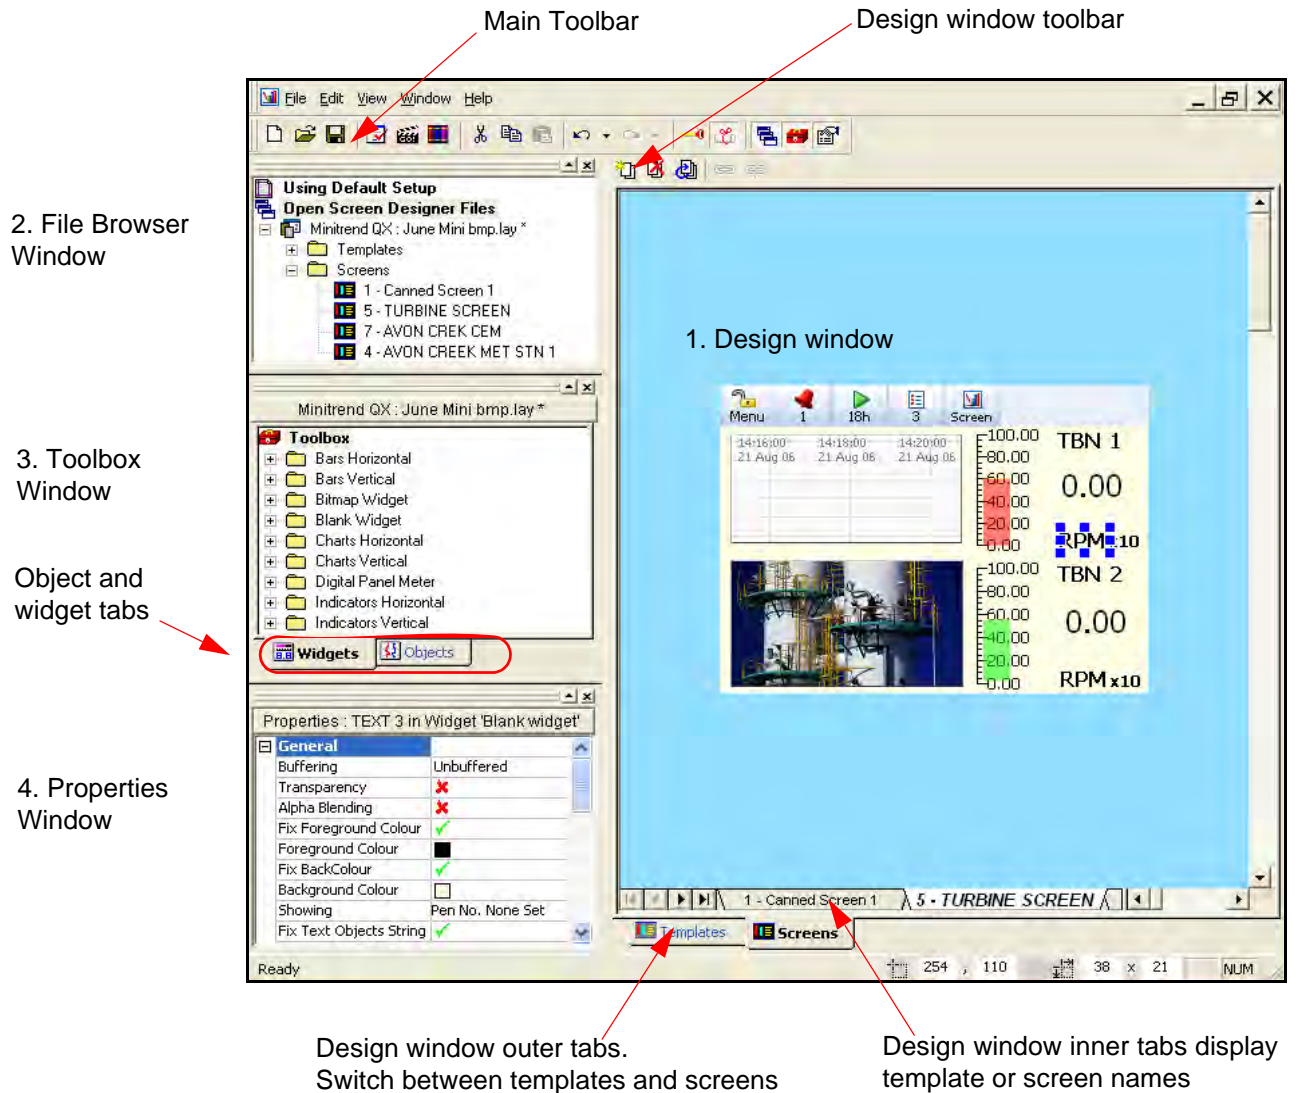 Main Toolbar
Design window toolbar
File Edit View Window Help
2. File Browser
Window
Using Default Setup
Open Screen Designer Files
Minitrend QX : June Mini bmp.lay *
Templates
Screens
1 - Canned Screen 1
5 - TURBINE SCREEN
7 - AVON CREK CEM
4 - AVON CREEK MET STN 1
3. Toolbox
Window
Minitrend QX : June Mini bmp.lay *
Toolbox
Bars Horizontal
Bars Vertical
Bitmap Widget
Blank Widget
Charts Horizontal
Charts Vertical
Digital Panel Meter
Indicators Horizontal
Indicators Vertical
Object and
widget tabs
Widgets Objects
4. Properties
Window
Properties : TEXT 3 in Widget 'Blank widget'
General
Buffering Unbuffered
Transparency
Alpha Blending
Fix Foreground Colour
Foreground Colour
Fix BackColour
Background Colour
Showing Pen No. None Set
Fix Text Objects String
1. Design window
Menu 1 18h 3 Screen
14:16:00 14:18:00 14:20:00
21 Aug 06 21 Aug 06 21 Aug 06
100.00
80.00
60.00
40.00
20.00
0.00
TBN 1
0.00
RPM x10
100.00
80.00
60.00
40.00
20.00
0.00
TBN 2
0.00
RPM x10
1 - Canned Screen 1 5 - TURBINE SCREEN
Templates Screens
Ready 254 , 110 38 x 21 NUM
Design window outer tabs.
Switch between templates and screens
Design window inner tabs display
template or screen names